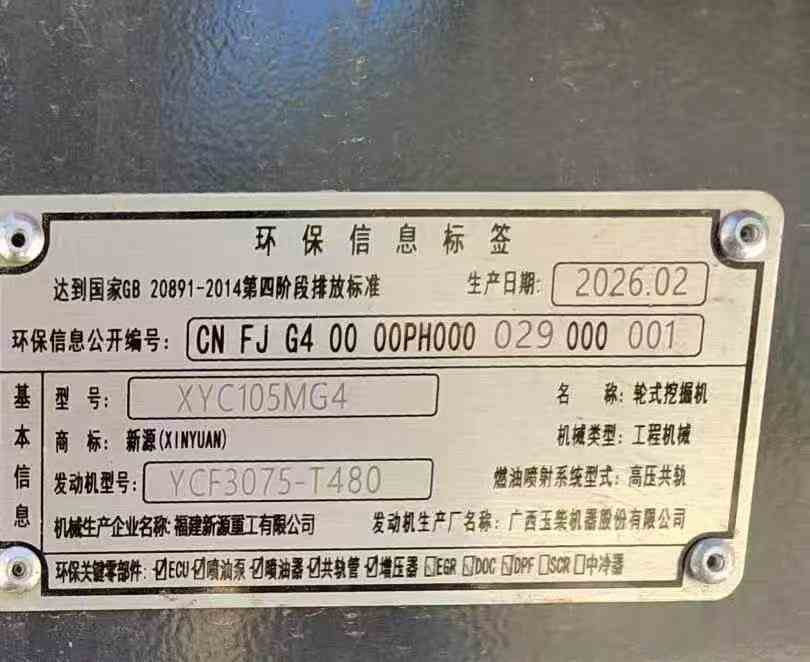 环保信息标签
达到国家GB 20891-2014第四阶段排放标准 生产日期: 2026.02
环保信息公开编号: CN FJ G4 00 00PH000 029 000 001
基本信息
型号: XYC105MG4 名称: 轮式挖掘机
商标: 新源(XINYUAN) 机械类型: 工程机械
发动机型号: YCF3075-T480 燃油喷射系统型式: 高压共轨
机械生产企业名称: 福建新源重工有限公司 发动机生产厂名称: 广西玉柴机器股份有限公司
环保关键零部件: ☑ECU☑喷油泵☑喷油器☑共轨管☑增压器☑EGR☑DOC☑DPF□SCR□中冷器